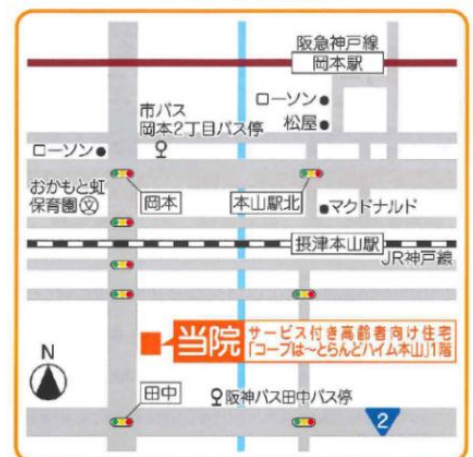 阪急神戸線
岡本駅
ローソン
市バス
岡本2丁目バス停
松屋
ローソン
おかもと虹
保育園
文
岡本
本山駅北
マクドナルド
摂津本山駅
JR神戸線
当院
サービス付き高齢者向け住宅
「コープは〜とらんどハイム本山」1階
N
田中
阪神バス田中バス停
2